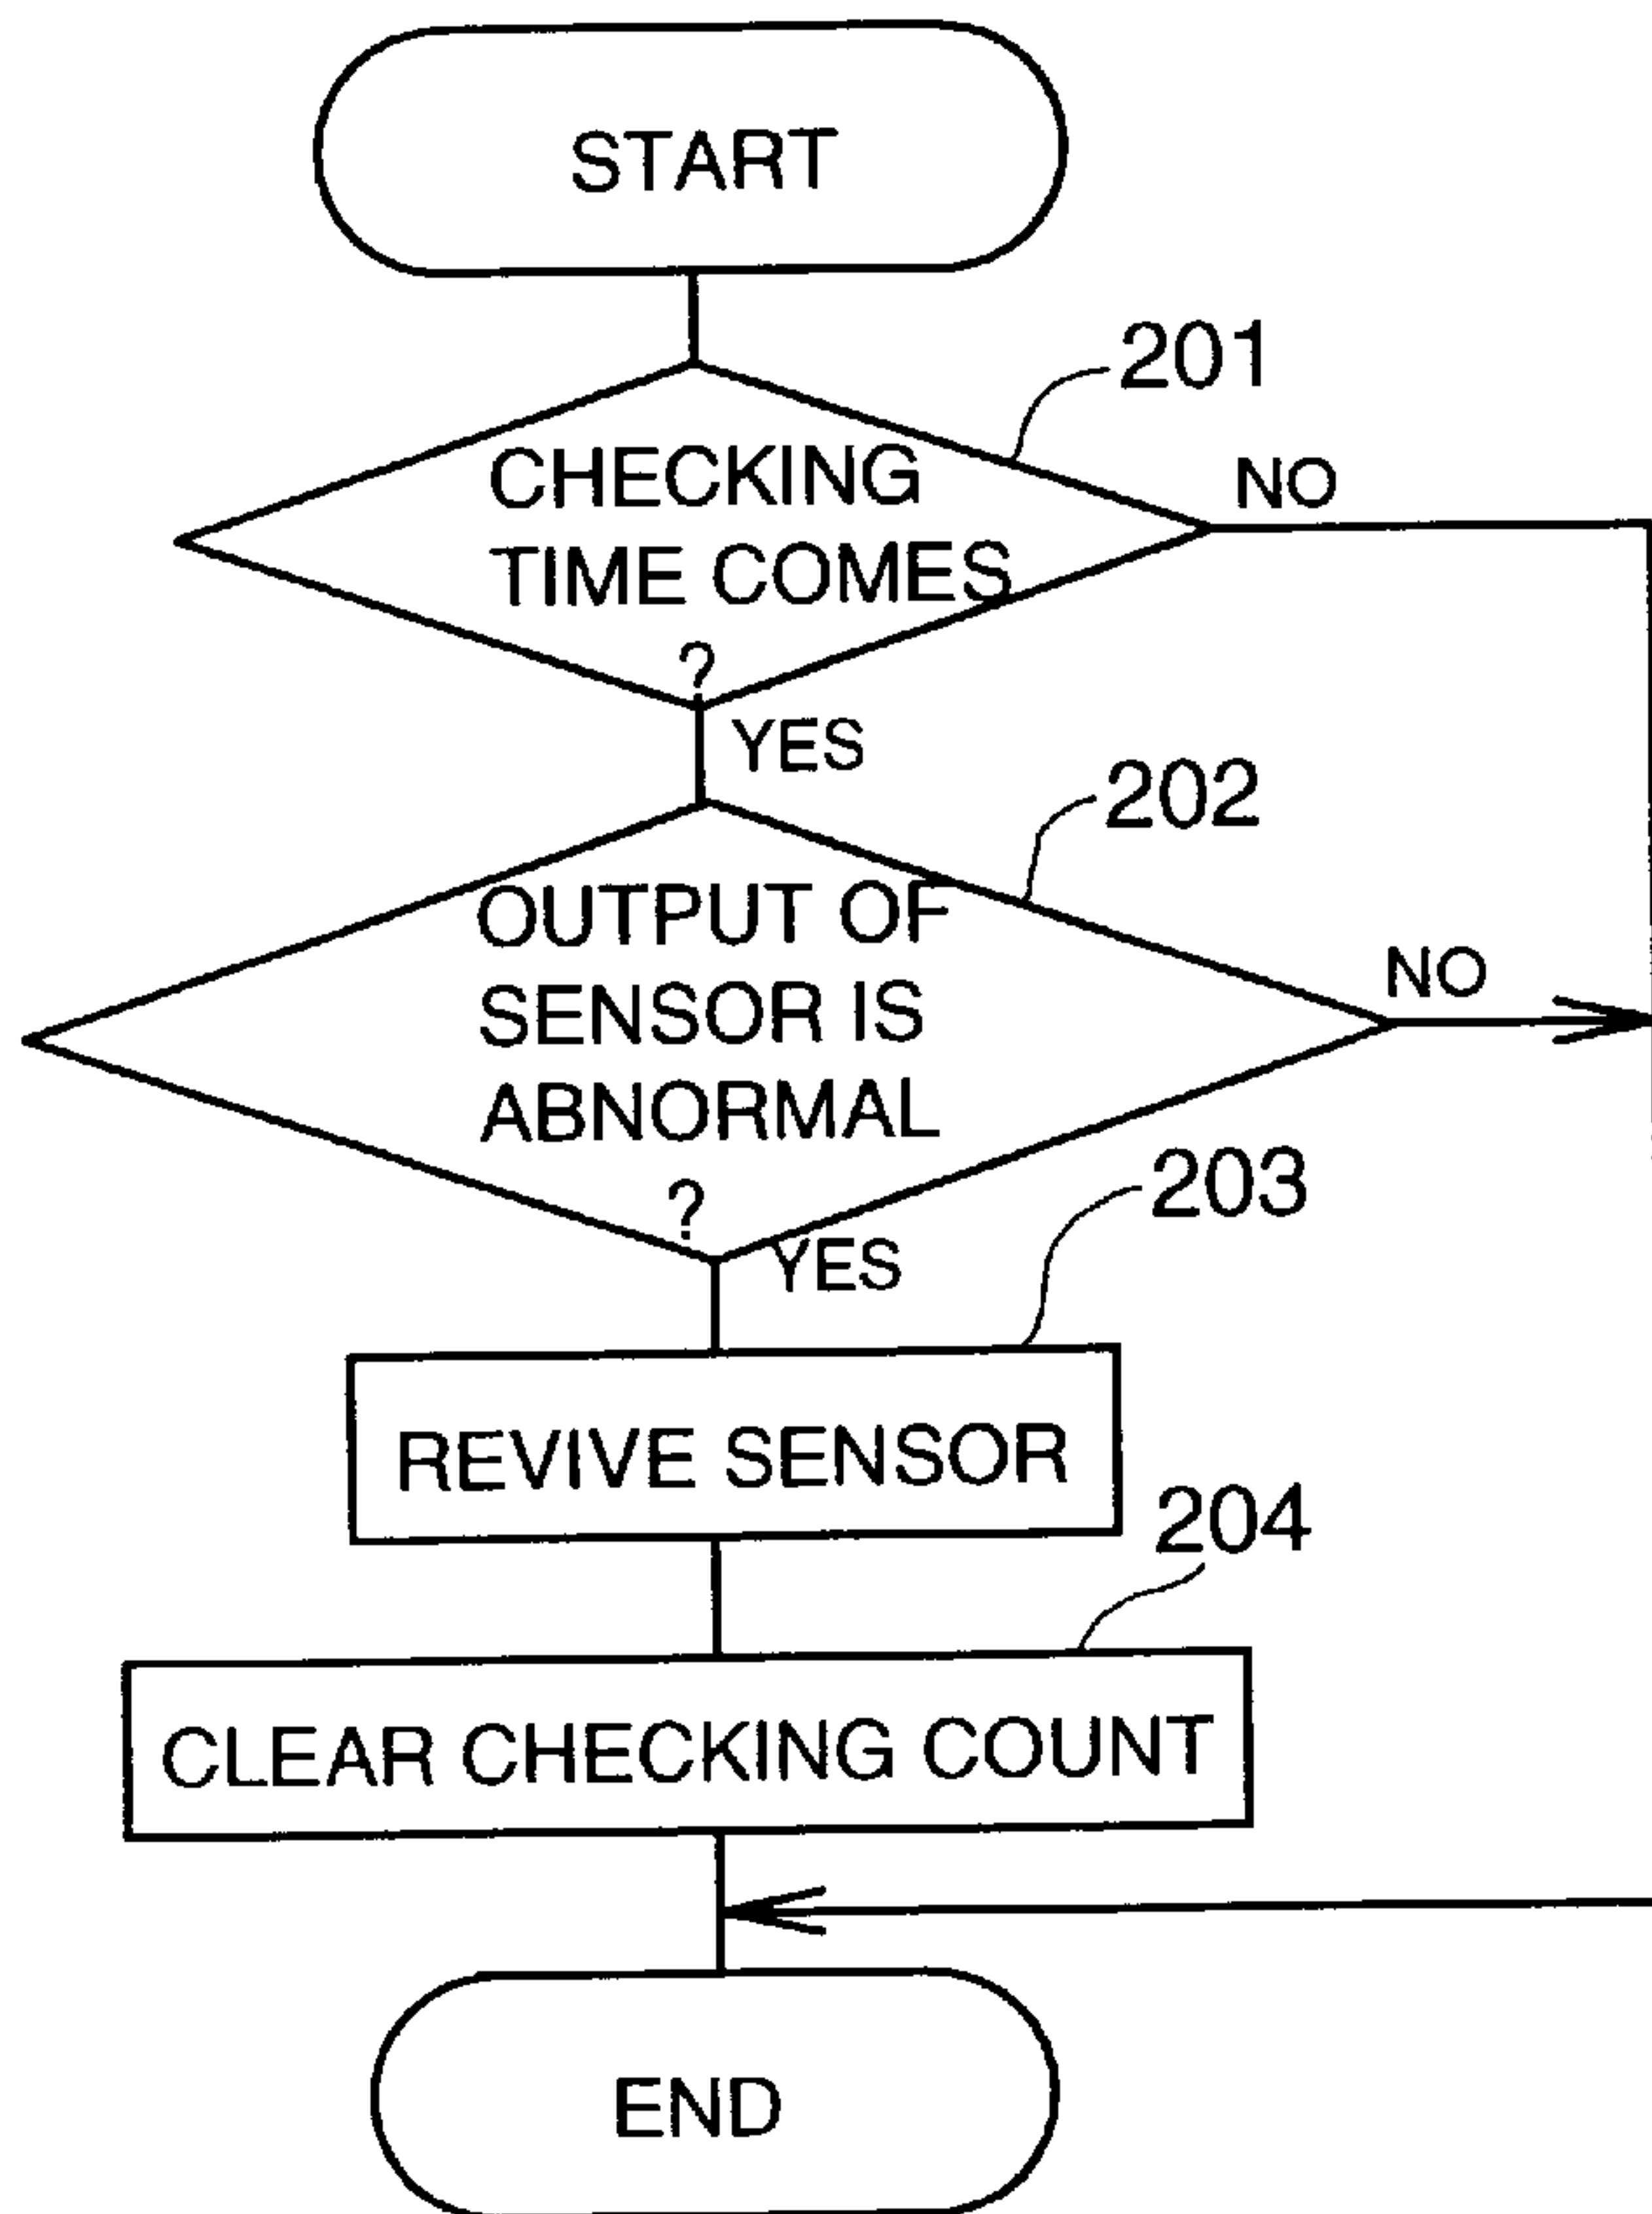 START
201
CHECKING
NO
TIME COMES
?
YES
202
OUTPUT OF
SENSOR IS
NO
ABNORMAL
?
203
YES
REVIVE SENSOR
204
CLEAR CHECKING COUNT
END